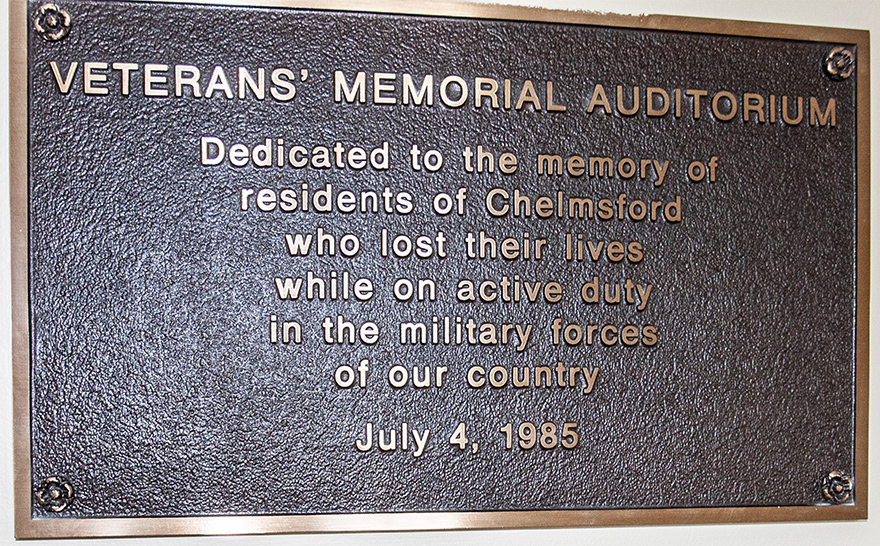 VETERANS’ MEMORIAL AUDITORIUM
Dedicated to the memory of
residents of Chelmsford
who lost their lives
while on active duty
in the military forces
of our country
July 4, 1985